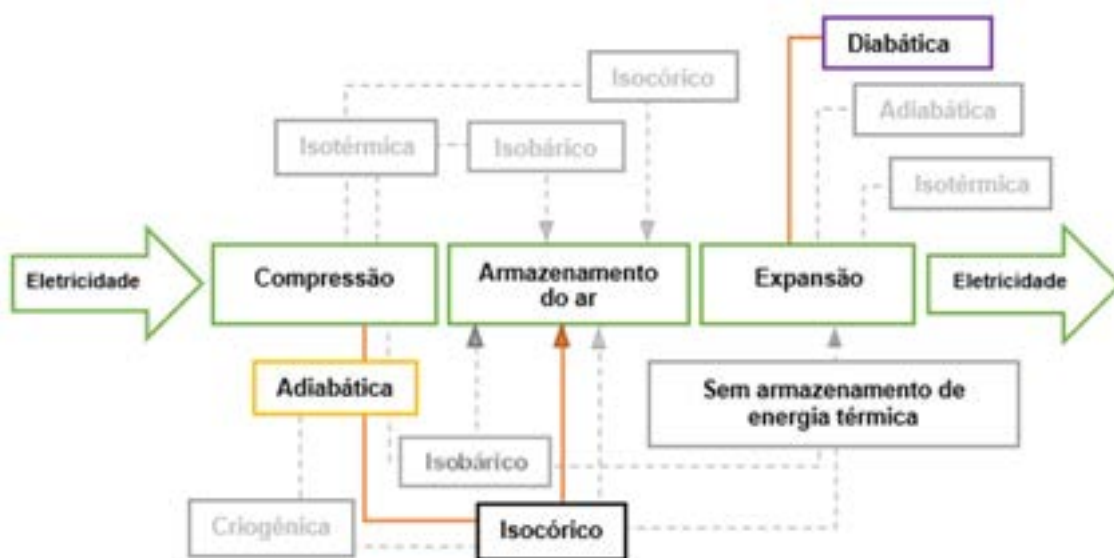 Diabática
Isocórico
Adiabática
Isotérmica
Isobárico
Isotérmica
Eletricidade
Compressão
Armazenamento
do ar
Expansão
Eletricidade
Adiabática
Sem armazenamento de
energia térmica
Isobárico
Criogênica
Isocórico